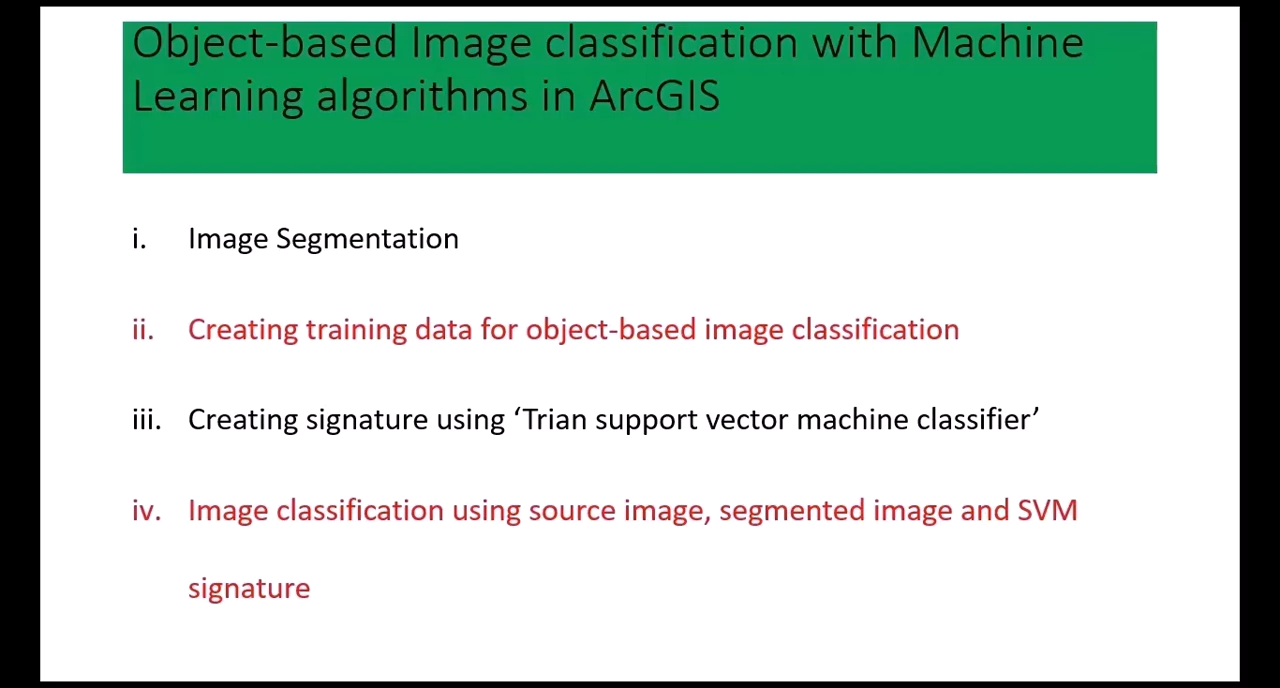 Object-based Image classification with Machine
Learning algorithms in ArcGIS
i. Image Segmentation
ii. Creating training data for object-based image classification
iii. Creating signature using ‘Trian support vector machine classifier’
iv. Image classification using source image, segmented image and SVM
signature